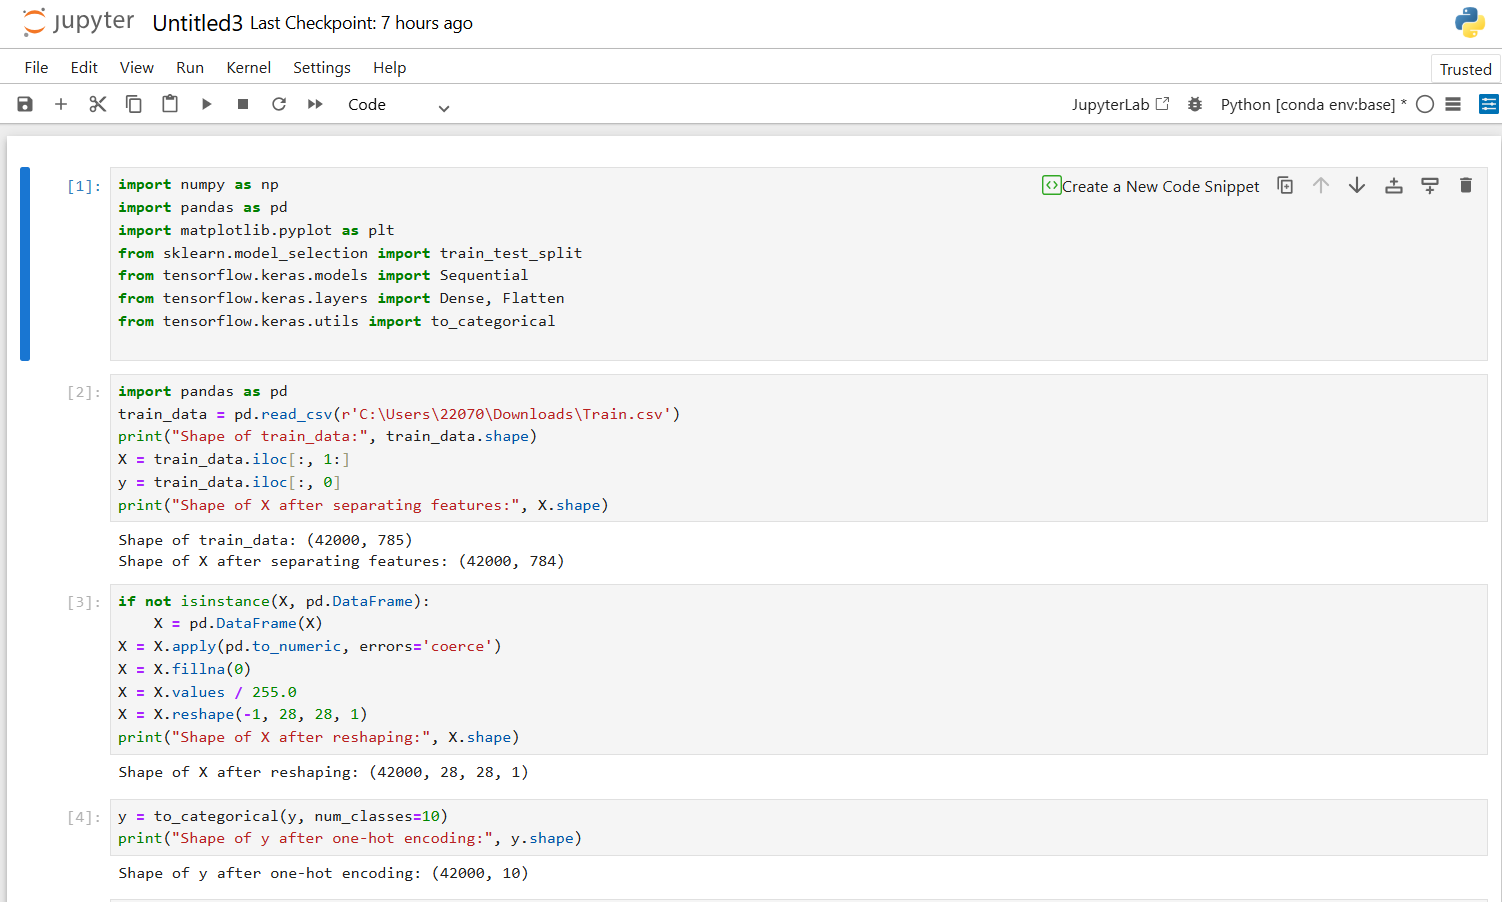 jupyter Untitled3 Last Checkpoint: 7 hours ago
File Edit View Run Kernel Settings Help
Trusted
Code
JupyterLab Python [conda env:base] *
[1]:
import numpy as np
import pandas as pd
import matplotlib.pyplot as plt
from sklearn.model_selection import train_test_split
from tensorflow.keras.models import Sequential
from tensorflow.keras.layers import Dense, Flatten
from tensorflow.keras.utils import to_categorical
Create a New Code Snippet
[2]:
import pandas as pd
train_data = pd.read_csv(r'C:\Users\22070\Downloads\Train.csv')
print("Shape of train_data:", train_data.shape)
X = train_data.iloc[:, 1:]
y = train_data.iloc[:, 0]
print("Shape of X after separating features:", X.shape)
Shape of train_data: (42000, 785)
Shape of X after separating features: (42000, 784)
[3]:
if not isinstance(X, pd.DataFrame):
    X = pd.DataFrame(X)
X = X.apply(pd.to_numeric, errors='coerce')
X = X.fillna(0)
X = X.values / 255.0
X = X.reshape(-1, 28, 28, 1)
print("Shape of X after reshaping:", X.shape)
Shape of X after reshaping: (42000, 28, 28, 1)
[4]:
y = to_categorical(y, num_classes=10)
print("Shape of y after one-hot encoding:", y.shape)
Shape of y after one-hot encoding: (42000, 10)